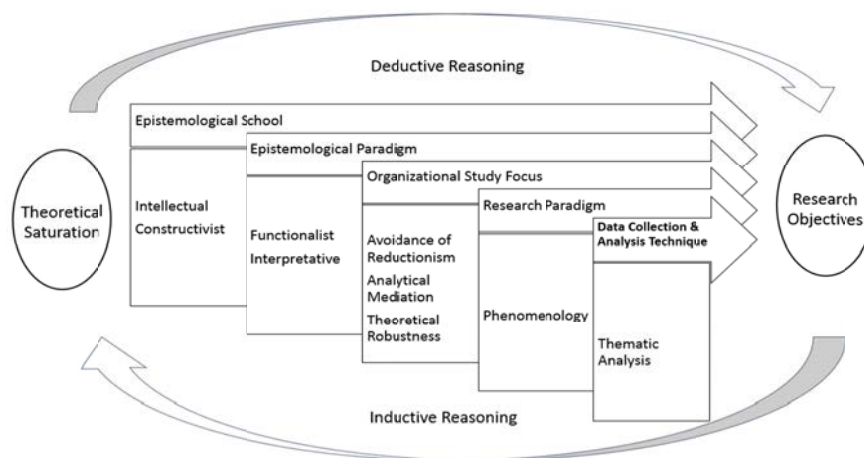 Deductive Reasoning
Epistemological School
Epistemological Paradigm
Organizational Study Focus
Research Paradigm
Data Collection &
Analysis Technique
Theoretical
Saturation
Intellectual
Constructivist
Functionalist
Interpretative
Avoidance of
Reductionism
Analytical
Mediation
Theoretical
Robustness
Phenomenology
Thematic
Analysis
Research
Objectives
Inductive Reasoning